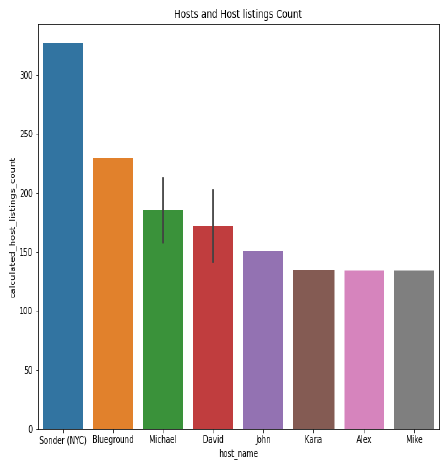 Hosts and Host listings Count
calculated_host_listings_count
300
250
200
150
100
50
0
Sonder (NYC) Blueground Michael David John Kara Alex Mike
host_name